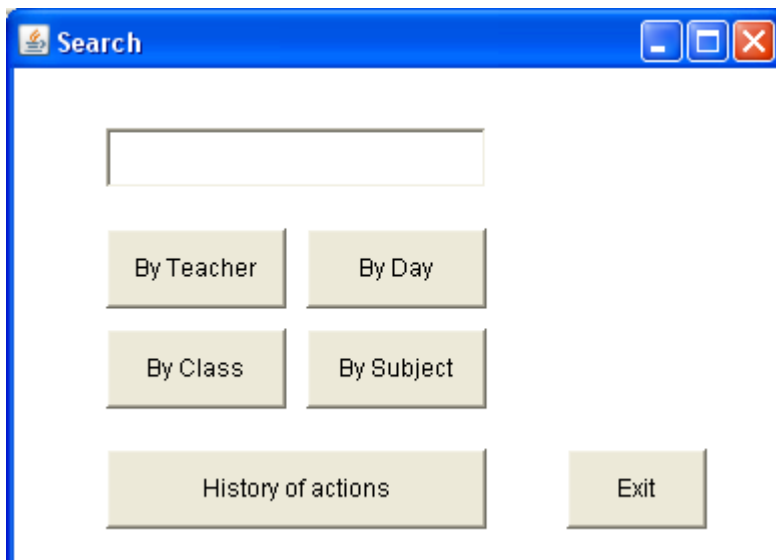 Search
By Teacher
By Day
By Class
By Subject
History of actions
Exit